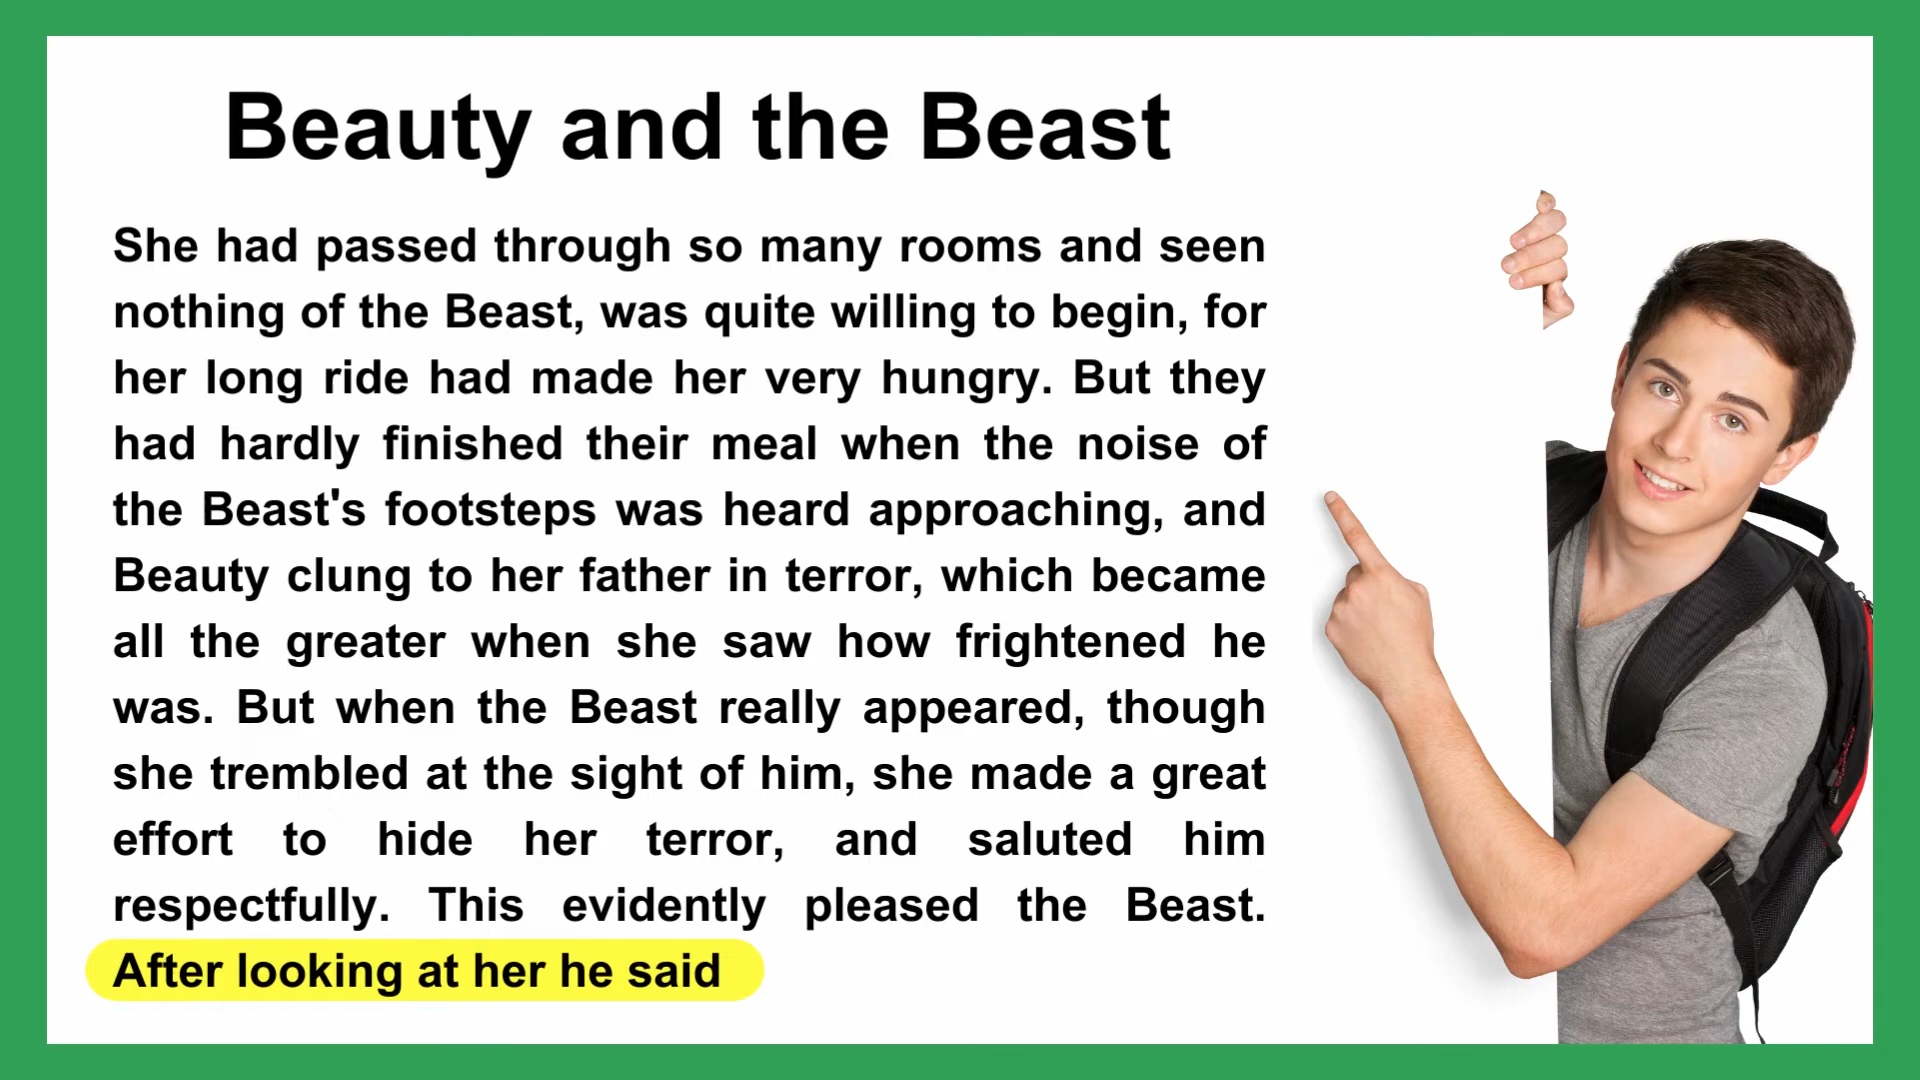 Beauty and the Beast
She had passed through so many rooms and seen
nothing of the Beast, was quite willing to begin, for
her long ride had made her very hungry. But they
had hardly finished their meal when the noise of
the Beast's footsteps was heard approaching, and
Beauty clung to her father in terror, which became
all the greater when she saw how frightened he
was. But when the Beast really appeared, though
she trembled at the sight of him, she made a great
effort to hide her terror, and saluted him
respectfully. This evidently pleased the Beast.
After looking at her he said